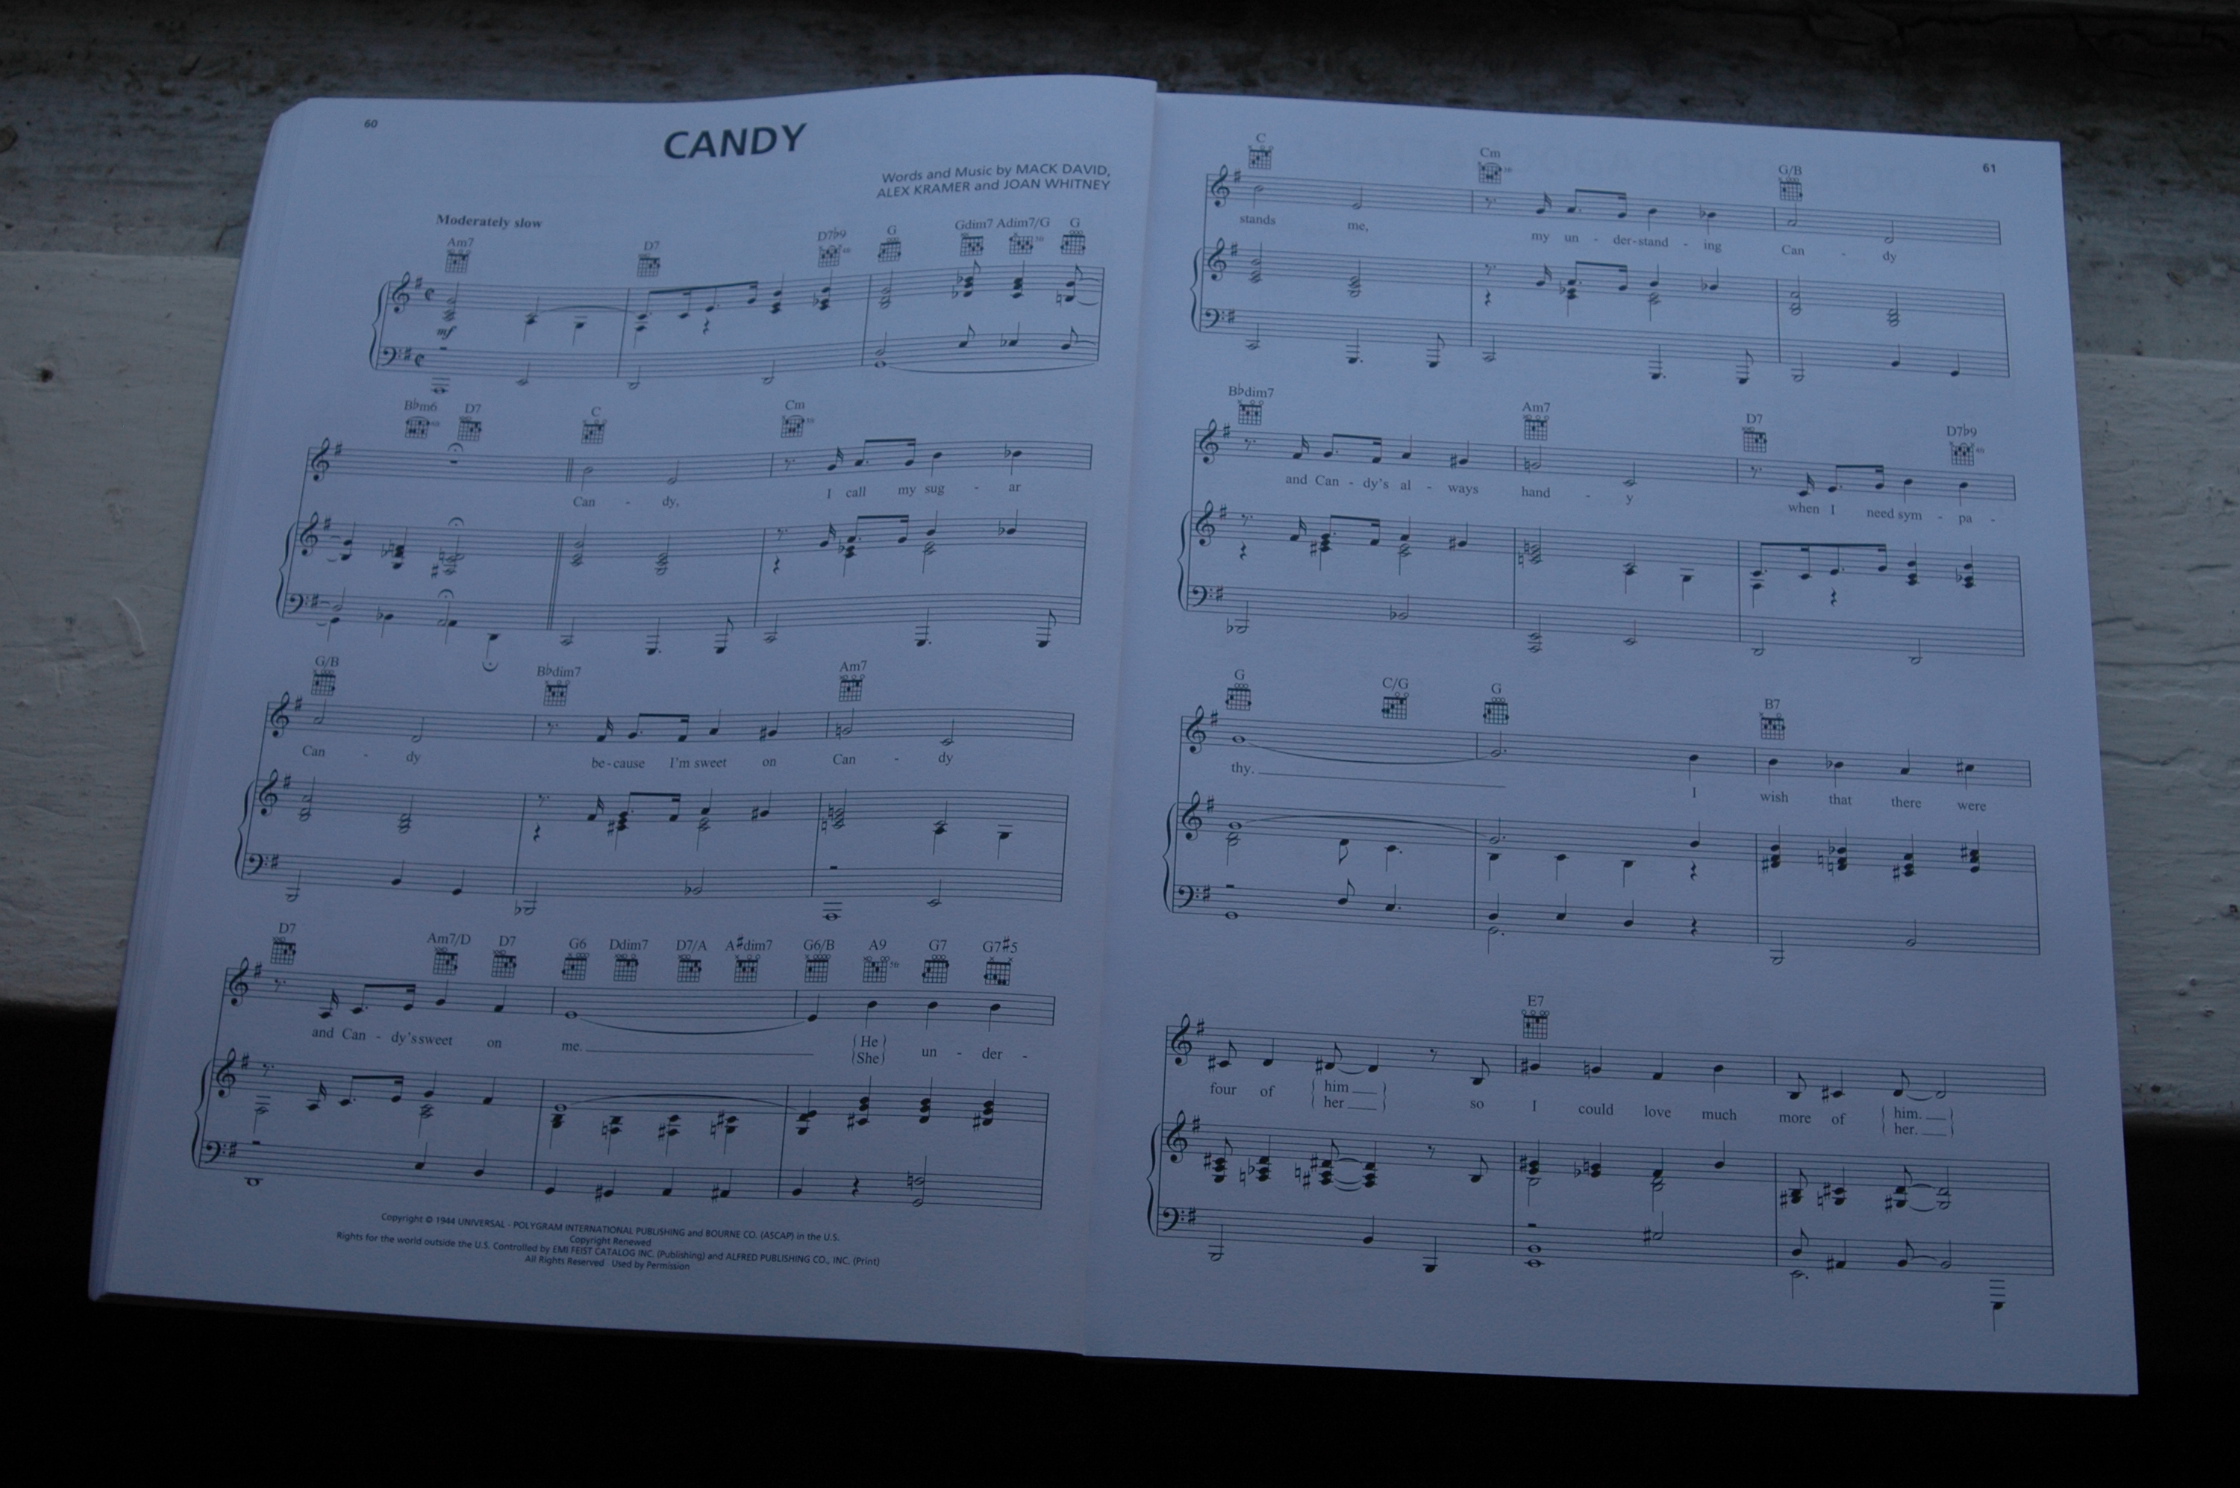 60
CANDY
Words and Music by MACK DAVID,
ALEX KRAMER and JOAN WHITNEY
Moderately slow
Am7 D7 D7♭9 G Gdim7 Adim7/G G
mf
B♭m6 D7 C Cm
Can - dy, I call my sug - ar
G/B B♭dim7 Am7
Can - dy be - cause I'm sweet on Can - dy
D7 Am7/D D7 G6 Ddim7 D7/A A♯dim7 G6/B A9 G7 G7♯5
and Can - dy's sweet on me. {He} un - der -
{She}
Copyright © 1944 UNIVERSAL - POLYGRAM INTERNATIONAL PUBLISHING and BOURNE CO. (ASCAP) in the U.S.
Copyright Renewed
Rights for the world outside the U.S. Controlled by EMI FEIST CATALOG INC. (Publishing) and ALFRED PUBLISHING CO., INC. (Print)
All Rights Reserved Used by Permission
61
C Cm G/B
stands me, my un - der - stand - ing Can - dy
B♭dim7 Am7 D7 D7♭9
and Can - dy's al - ways hand - y when I need sym - pa -
G C/G G B7
thy. I wish that there were
E7
four of {him} so I could love much more of {him.}
{her} {her.}